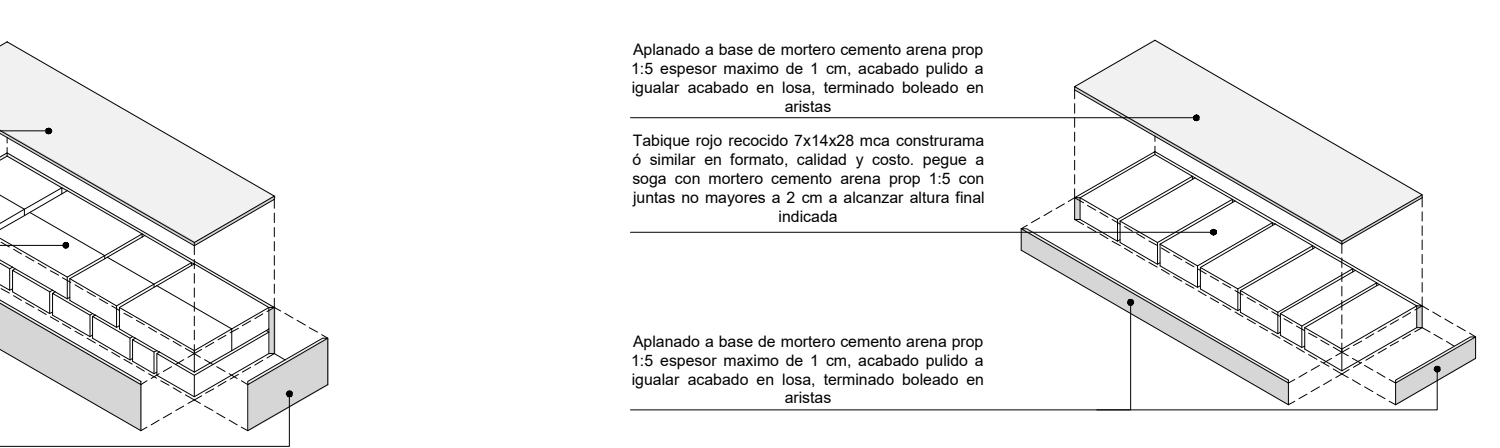 Aplanado a base de mortero cemento arena prop
1:5 espesor maximo de 1 cm, acabado pulido a
igualar acabado en losa, terminado boleado en
aristas
Tabique rojo recocido 7x14x28 mca construrama
ó similar en formato, calidad y costo. pegue a
soga con mortero cemento arena prop 1:5 con
juntas no mayores a 2 cm a alcanzar altura final
indicada
Aplanado a base de mortero cemento arena prop
1:5 espesor maximo de 1 cm, acabado pulido a
igualar acabado en losa, terminado boleado en
aristas